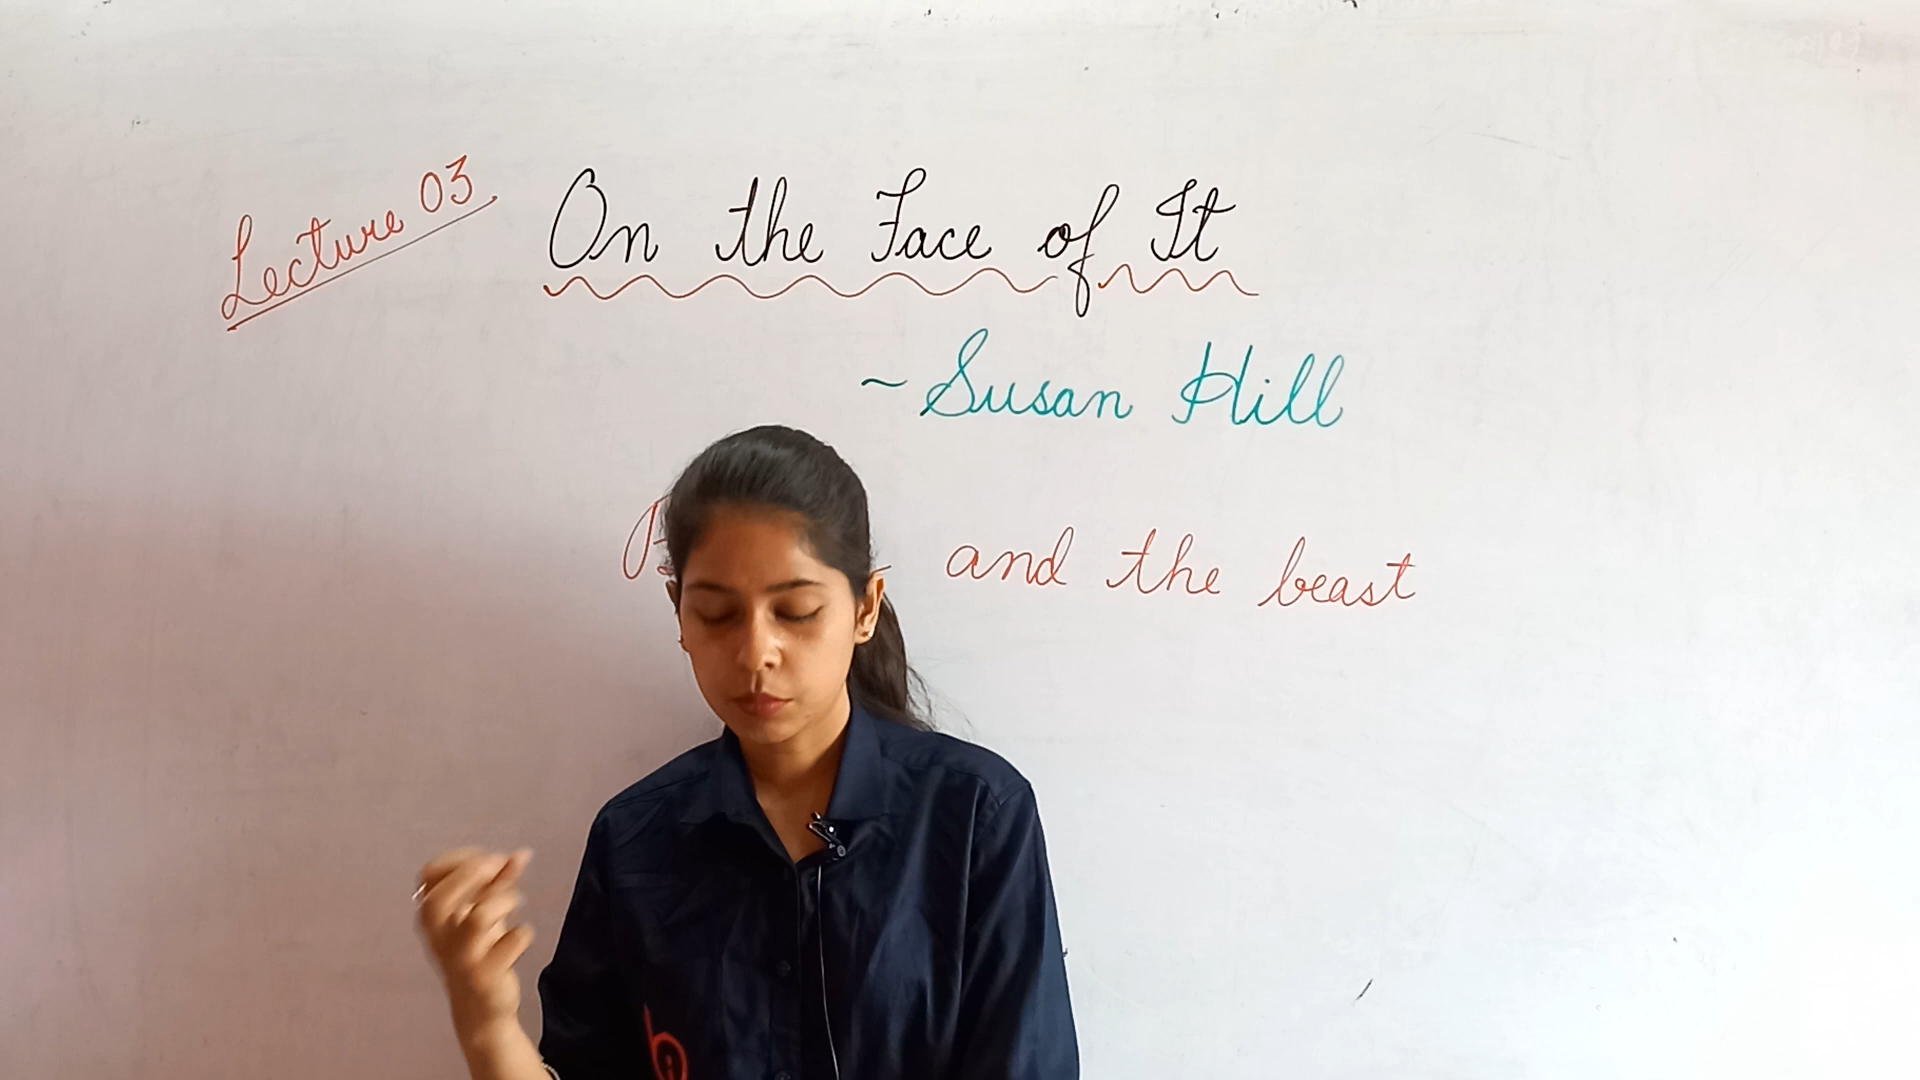 Lecture 03
On the Face of It
~ Susan Hill
and the beast